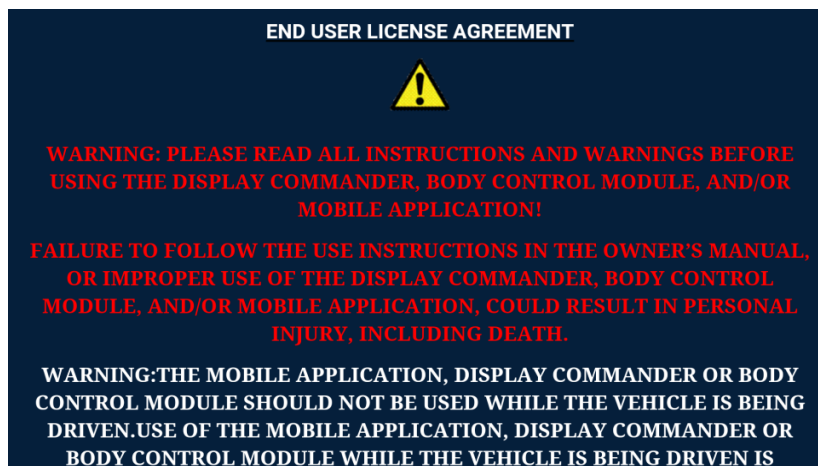 END USER LICENSE AGREEMENT
WARNING: PLEASE READ ALL INSTRUCTIONS AND WARNINGS BEFORE
USING THE DISPLAY COMMANDER, BODY CONTROL MODULE, AND/OR
MOBILE APPLICATION!
FAILURE TO FOLLOW THE USE INSTRUCTIONS IN THE OWNER’S MANUAL,
OR IMPROPER USE OF THE DISPLAY COMMANDER, BODY CONTROL
MODULE, AND/OR MOBILE APPLICATION, COULD RESULT IN PERSONAL
INJURY, INCLUDING DEATH.
WARNING:THE MOBILE APPLICATION, DISPLAY COMMANDER OR BODY
CONTROL MODULE SHOULD NOT BE USED WHILE THE VEHICLE IS BEING
DRIVEN.USE OF THE MOBILE APPLICATION, DISPLAY COMMANDER OR
BODY CONTROL MODULE WHILE THE VEHICLE IS BEING DRIVEN IS